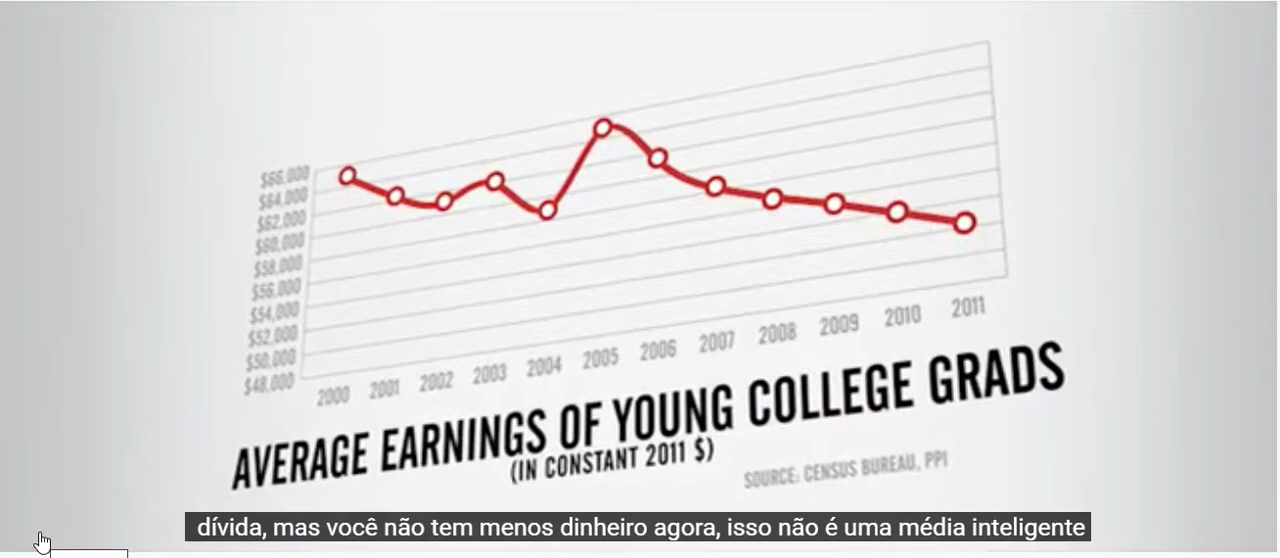 $66,000
$64,000
$62,000
$60,000
$58,000
$56,000
$54,000
$52,000
$50,000
$48,000
2000 2001 2002 2003 2004 2005 2006 2007 2008 2009 2010 2011
AVERAGE EARNINGS OF YOUNG COLLEGE GRADS
(IN CONSTANT 2011 $)
SOURCE: CENSUS BUREAU, PPI
dívida, mas você não tem menos dinheiro agora, isso não é uma média inteligente